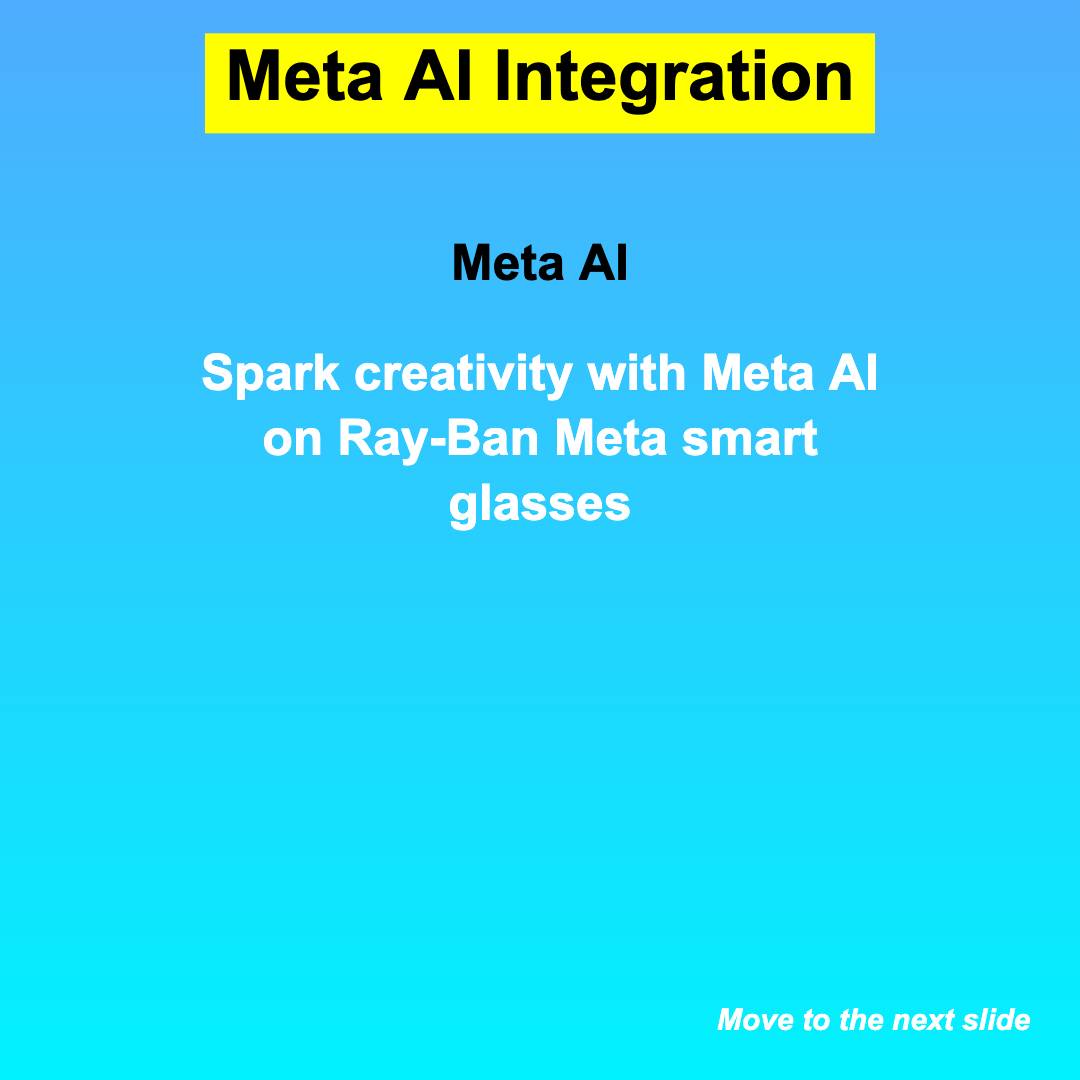 Meta AI Integration
Meta AI
Spark creativity with Meta AI
on Ray-Ban Meta smart
glasses
Move to the next slide